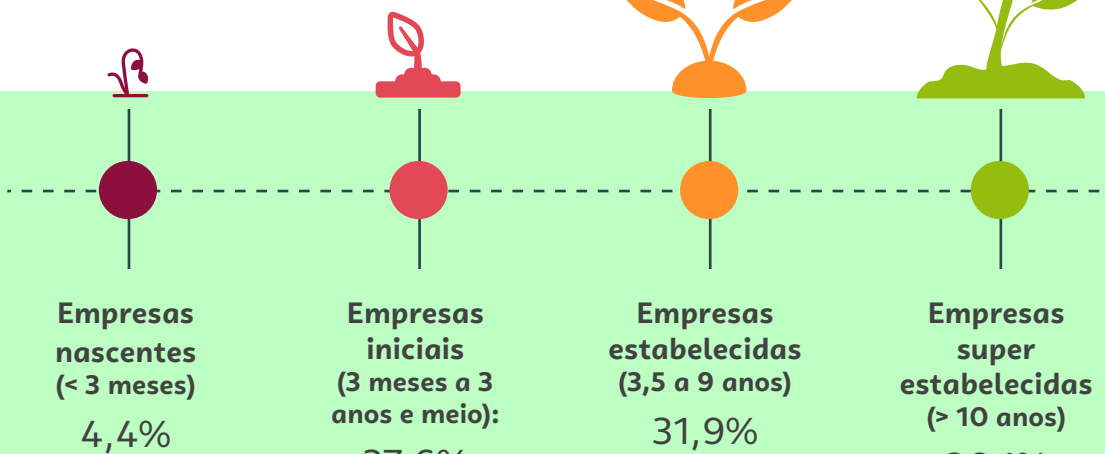 Empresas
nascentes
(< 3 meses)
4,4%
Empresas
iniciais
(3 meses a 3
anos e meio):
Empresas
estabelecidas
(3,5 a 9 anos)
31,9%
Empresas
super
estabelecidas
(> 10 anos)